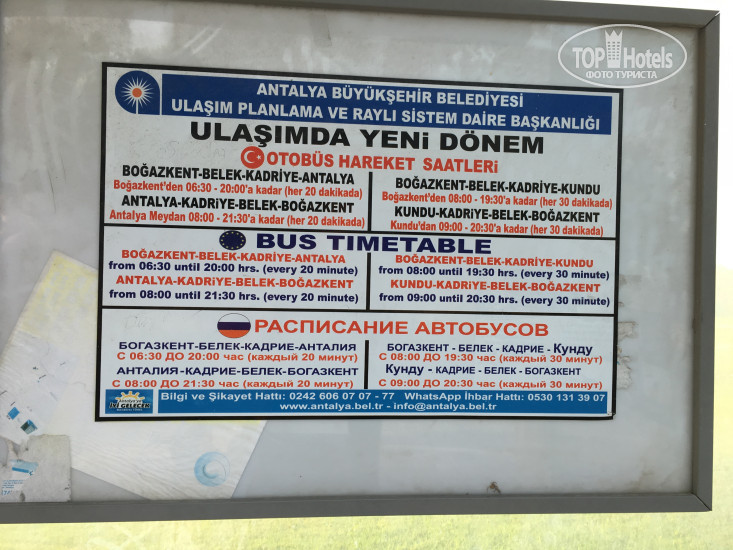 TOP Hotels
ФОТО ТУРИСТА
ANTALYA BÜYÜKŞEHİR BELEDİYESİ
ULAŞIM PLANLAMA VE RAYLI SİSTEM DAİRE BAŞKANLIĞI
ULAŞIMDA YENİ DÖNEM
OTOBÜS HAREKET SAATLERİ
BOĞAZKENT-BELEK-KADRİYE-ANTALYA
Boğazkent'den 06:30 - 20:00'a kadar (her 20 dakikada)
ANTALYA-KADRİYE-BELEK-BOĞAZKENT
Antalya Meydan 08:00 - 21:30'a kadar (her 20 dakikada)
BOĞAZKENT-BELEK-KADRİYE-KUNDU
Boğazkent'den 08:00 - 19:30'a kadar (her 30 dakikada)
KUNDU-KADRİYE-BELEK-BOĞAZKENT
Kundu'dan 09:00 - 20:30'a kadar (her 30 dakikada)
BUS TIMETABLE
BOĞAZKENT-BELEK-KADRİYE-ANTALYA
from 06:30 until 20:00 hrs. (every 20 minute)
ANTALYA-KADRİYE-BELEK-BOĞAZKENT
from 08:00 until 21:30 hrs. (every 20 minute)
BOĞAZKENT-BELEK-KADRİYE-KUNDU
from 08:00 until 19:30 hrs. (every 30 minute)
KUNDU-KADRİYE-BELEK-BOĞAZKENT
from 09:00 until 20:30 hrs. (every 30 minute)
РАСПИСАНИЕ АВТОБУСОВ
БОГАЗКЕНТ-БЕЛЕК-КАДРИЕ-АНТАЛИЯ
С 06:30 ДО 20:00 час (каждый 20 минут)
АНТАЛИЯ-КАДРИЕ-БЕЛЕК-БОГАЗКЕНТ
С 08:00 ДО 21:30 час (каждый 20 минут)
БОГАЗКЕНТ - БЕЛЕК - КАДРИЕ - Кунду
С 08:00 ДО 19:30 час (каждый 30 минут)
Кунду - КАДРИЕ - БЕЛЕК - БОГАЗКЕНТ
С 09:00 ДО 20:30 час (каждый 30 минут)
İYİ GELECEK
Bilgi ve Şikayet Hattı: 0242 606 07 07 - 77 WhatsApp İhbar Hattı: 0530 131 39 07
www.antalya.bel.tr - info@antalya.bel.tr